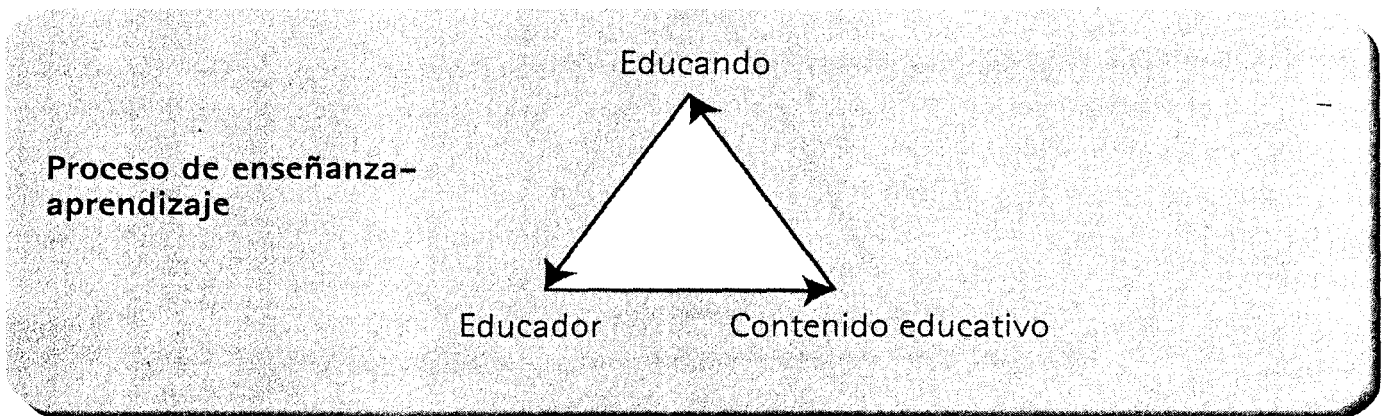 Educando
Proceso de enseñanza–
aprendizaje
Educador
Contenido educativo